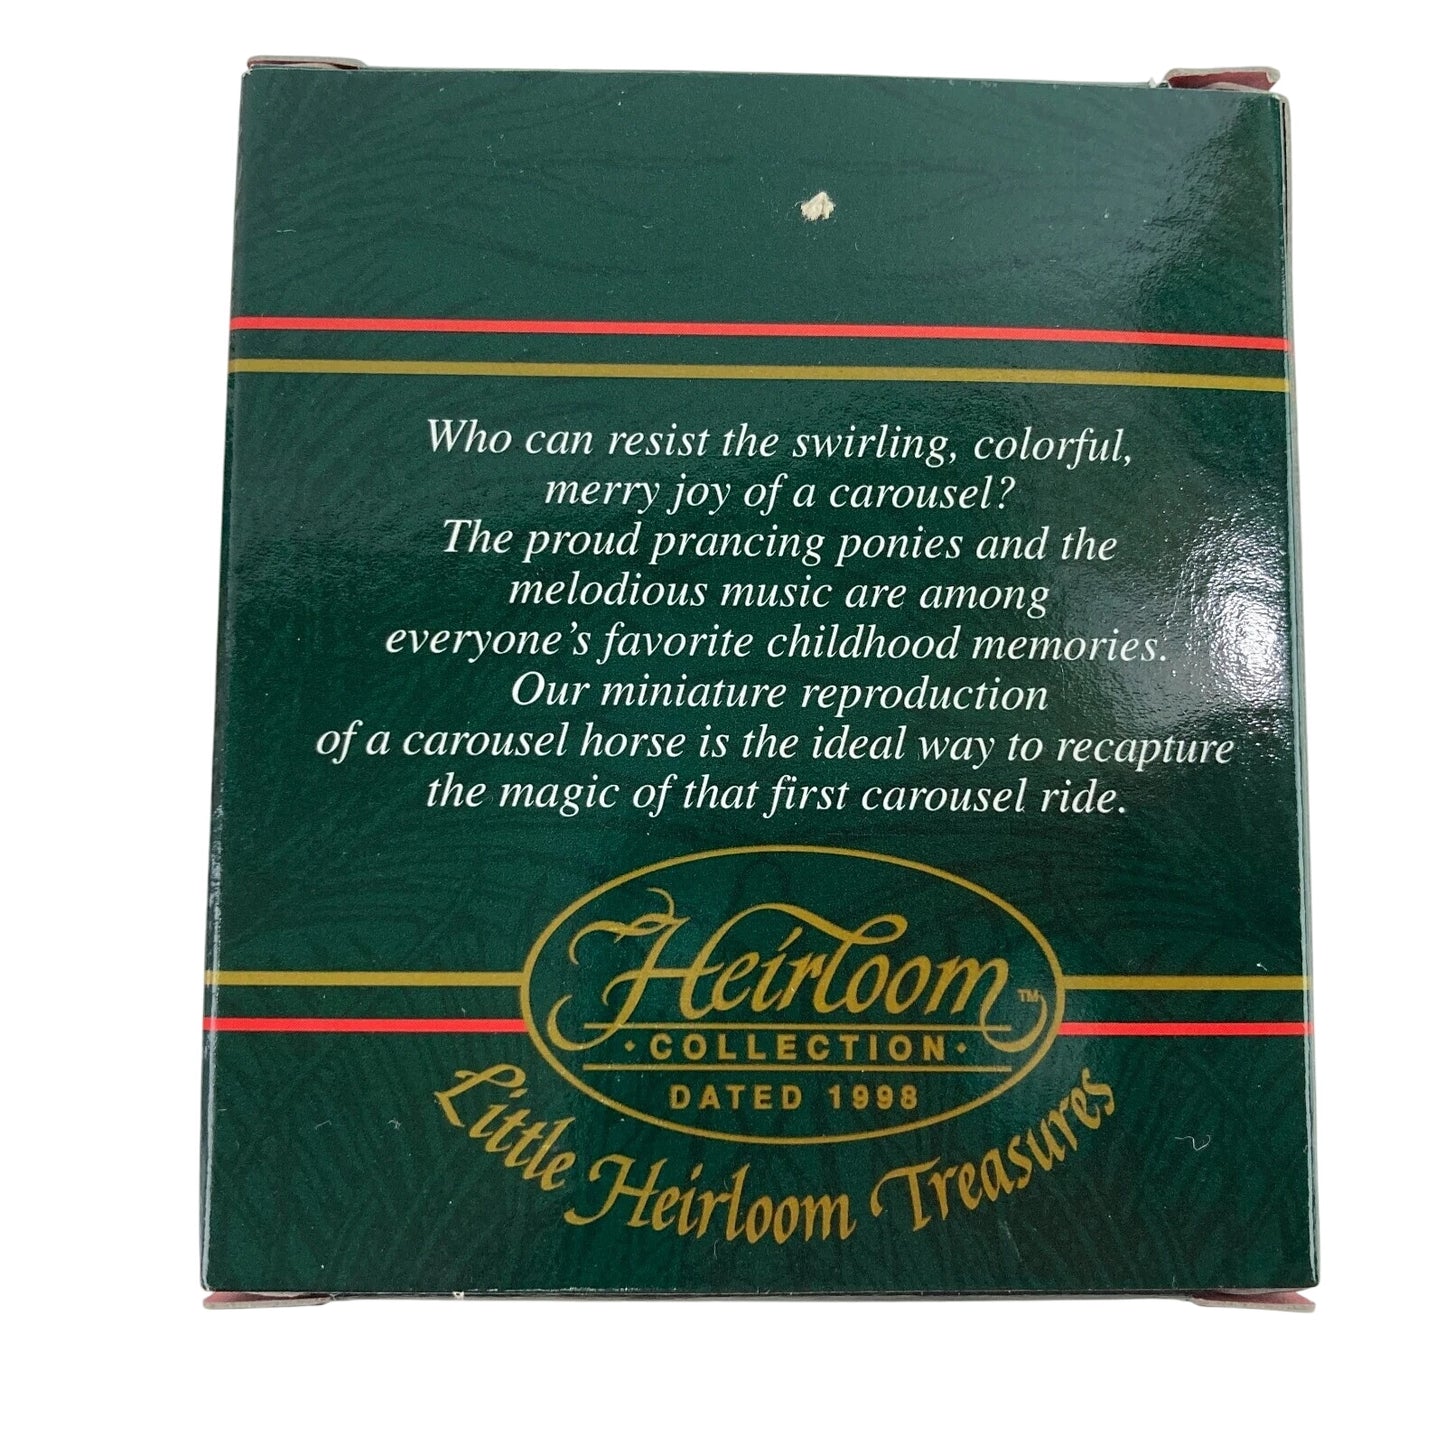 Who can resist the swirling, colorful,
merry joy of a carousel?
The proud prancing ponies and the
melodious music are among
everyone's favorite childhood memories.
Our miniature reproduction
of a carousel horse is the ideal way to recapture
the magic of that first carousel ride.
Heirloom™
• COLLECTION •
DATED 1998
Little Heirloom Treasures